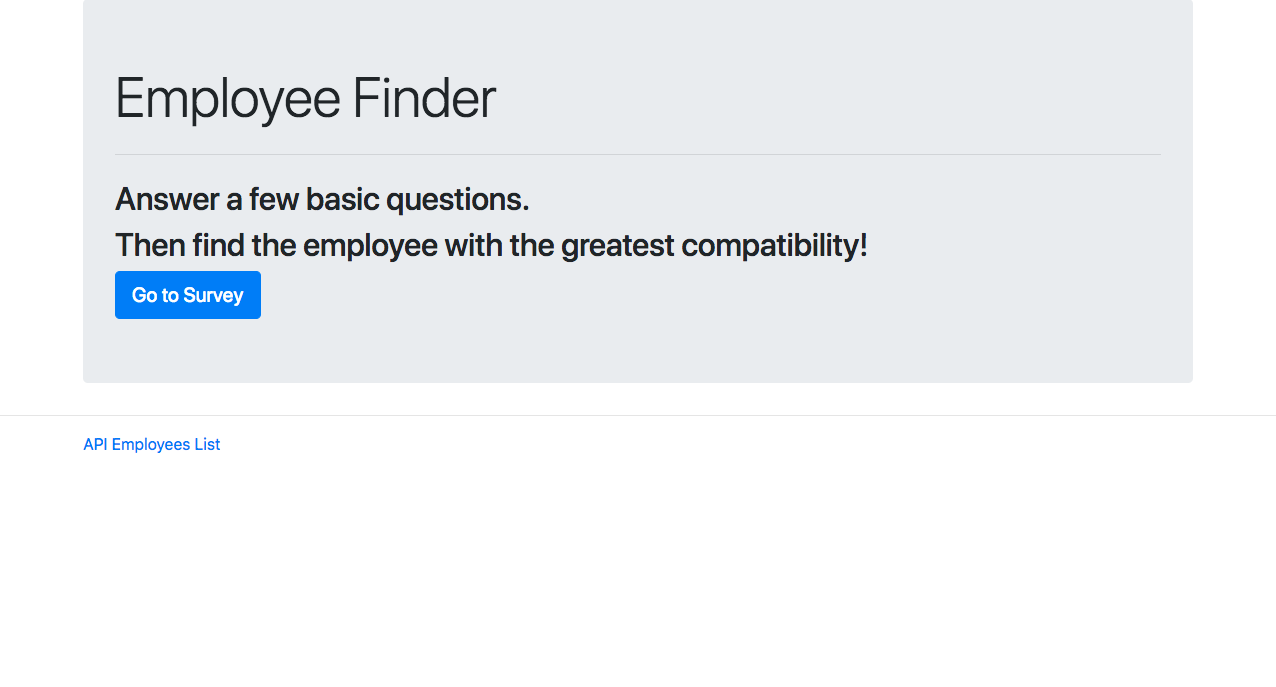 Employee Finder
Answer a few basic questions.
Then find the employee with the greatest compatibility!
Go to Survey
API Employees List